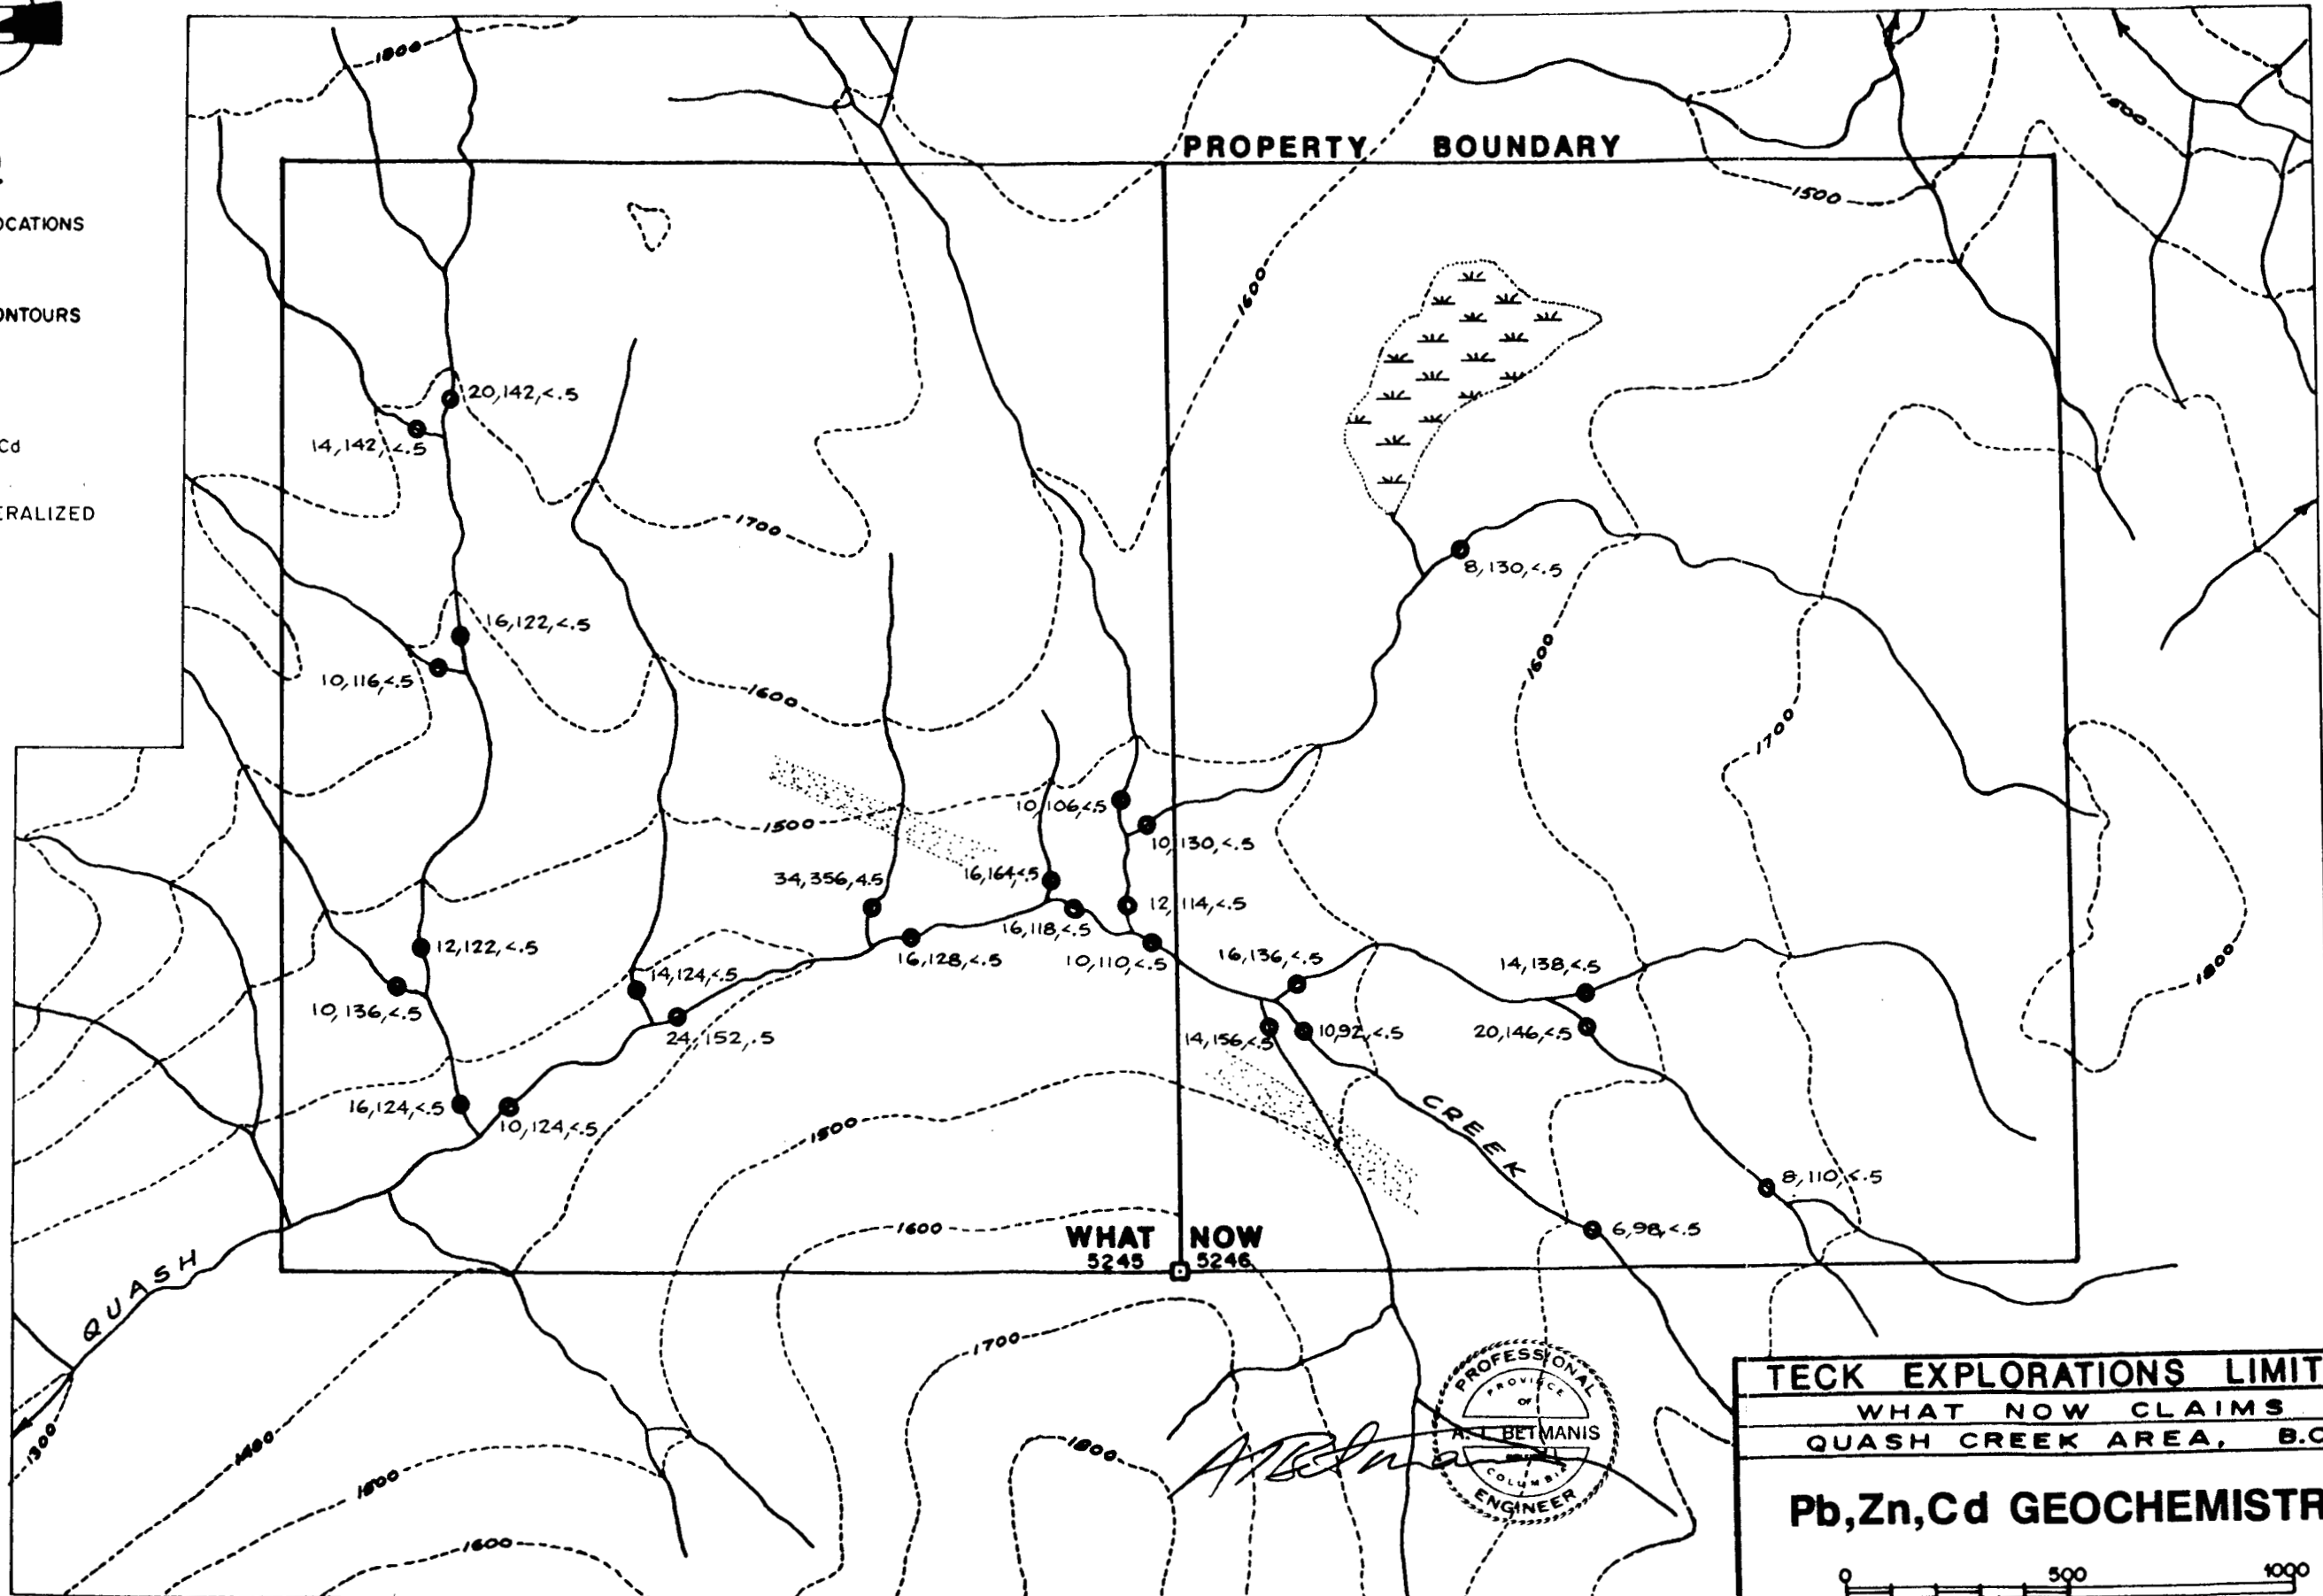 OCATIONS
ONTOURS
Cd
ERALIZED
1800
PROPERTY BOUNDARY
1500
1500
1600
20,142,<.5
14,142,<.5
1700
8,130,<.5
16,122,<.5
10,116,<.5
1600
1600
1700
10,106,<.5
1500
10,130,<.5
34,356,4.5
16,164,<.5
12,114,<.5
16,118,<.5
12,122,<.5
16,128,<.5
10,110,<.5
16,136,<.5
14,138,<.5
1800
14,124,<.5
10,136,<.5
24,152,.5
14,156,<.5
10,92,<.5
20,146,<.5
16,124,<.5
10,124,<.5
1500
CREEK
8,110,<.5
1600
WHAT NOW
5245 5246
6,98,<.5
QUASH
1700
1300
1400
1500
1600
1800
PROFESSIONAL
PROVINCE
OF
A. I. BETMANIS
COLUMBIA
ENGINEER
TECK EXPLORATIONS LIMIT
WHAT NOW CLAIMS
QUASH CREEK AREA, B.C
Pb,Zn,Cd GEOCHEMISTR
0 500 1000